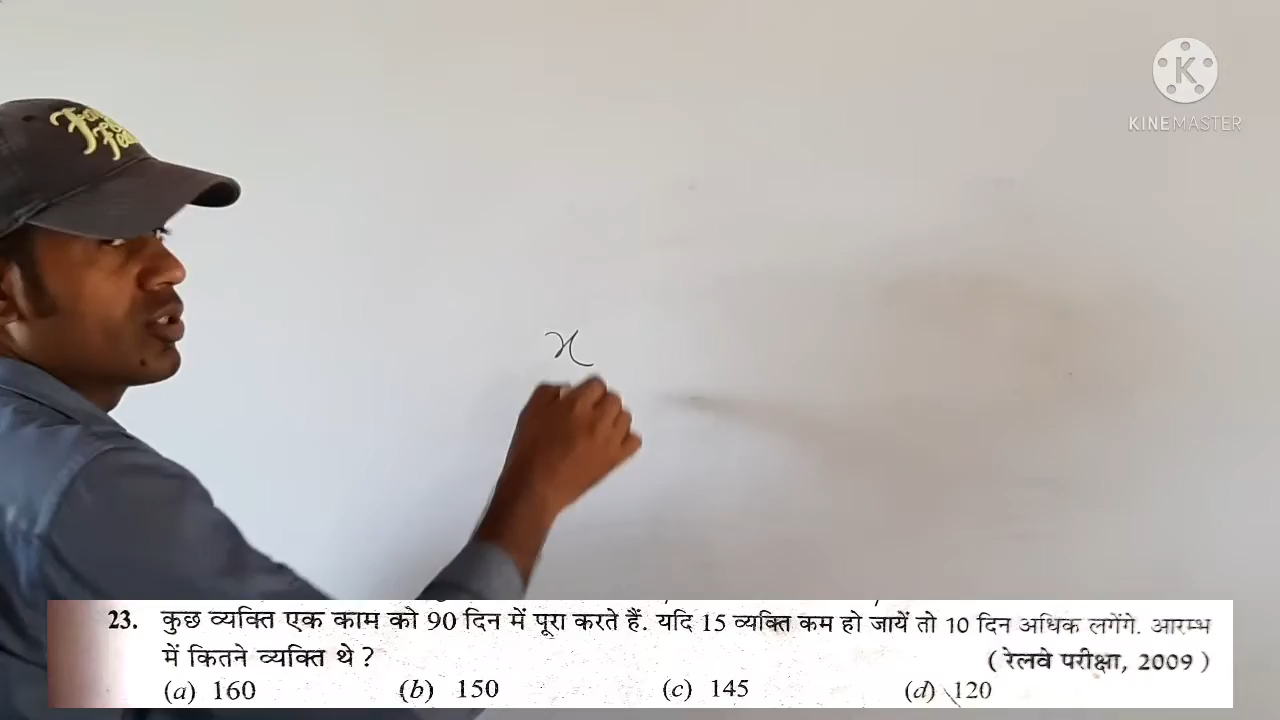 K
KINEMASTER
x
23. कुछ व्यक्ति एक काम को 90 दिन में पूरा करते हैं. यदि 15 व्यक्ति कम हो जायें तो 10 दिन अधिक लगेंगे. आरम्भ
में कितने व्यक्ति थे ?
(रेलवे परीक्षा, 2009)
(a) 160 (b) 150 (c) 145 (d) 120